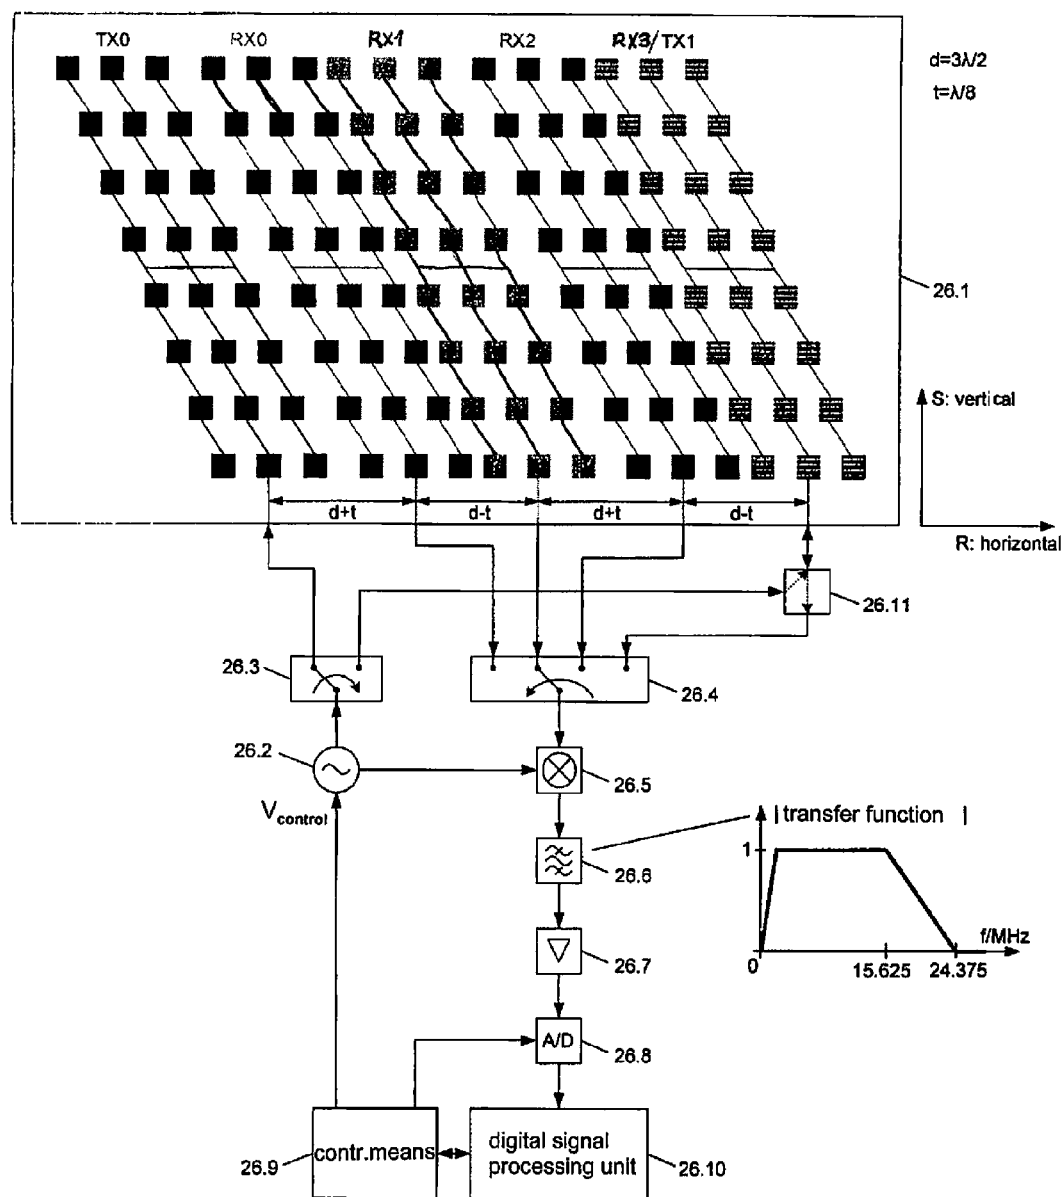 TX0 RX0 RX1 RX2 RX3/TX1
d=3λ/2
t=λ/8
26.1
S: vertical
d+t d-t d+t d-t
R: horizontal
26.11
26.3
26.4
26.2
26.5
Vcontrol
|transfer function |
1
26.6
f/MHz
0 15.625 24.375
26.7
A/D
26.8
contr.means
digital signal
processing unit
26.9
26.10